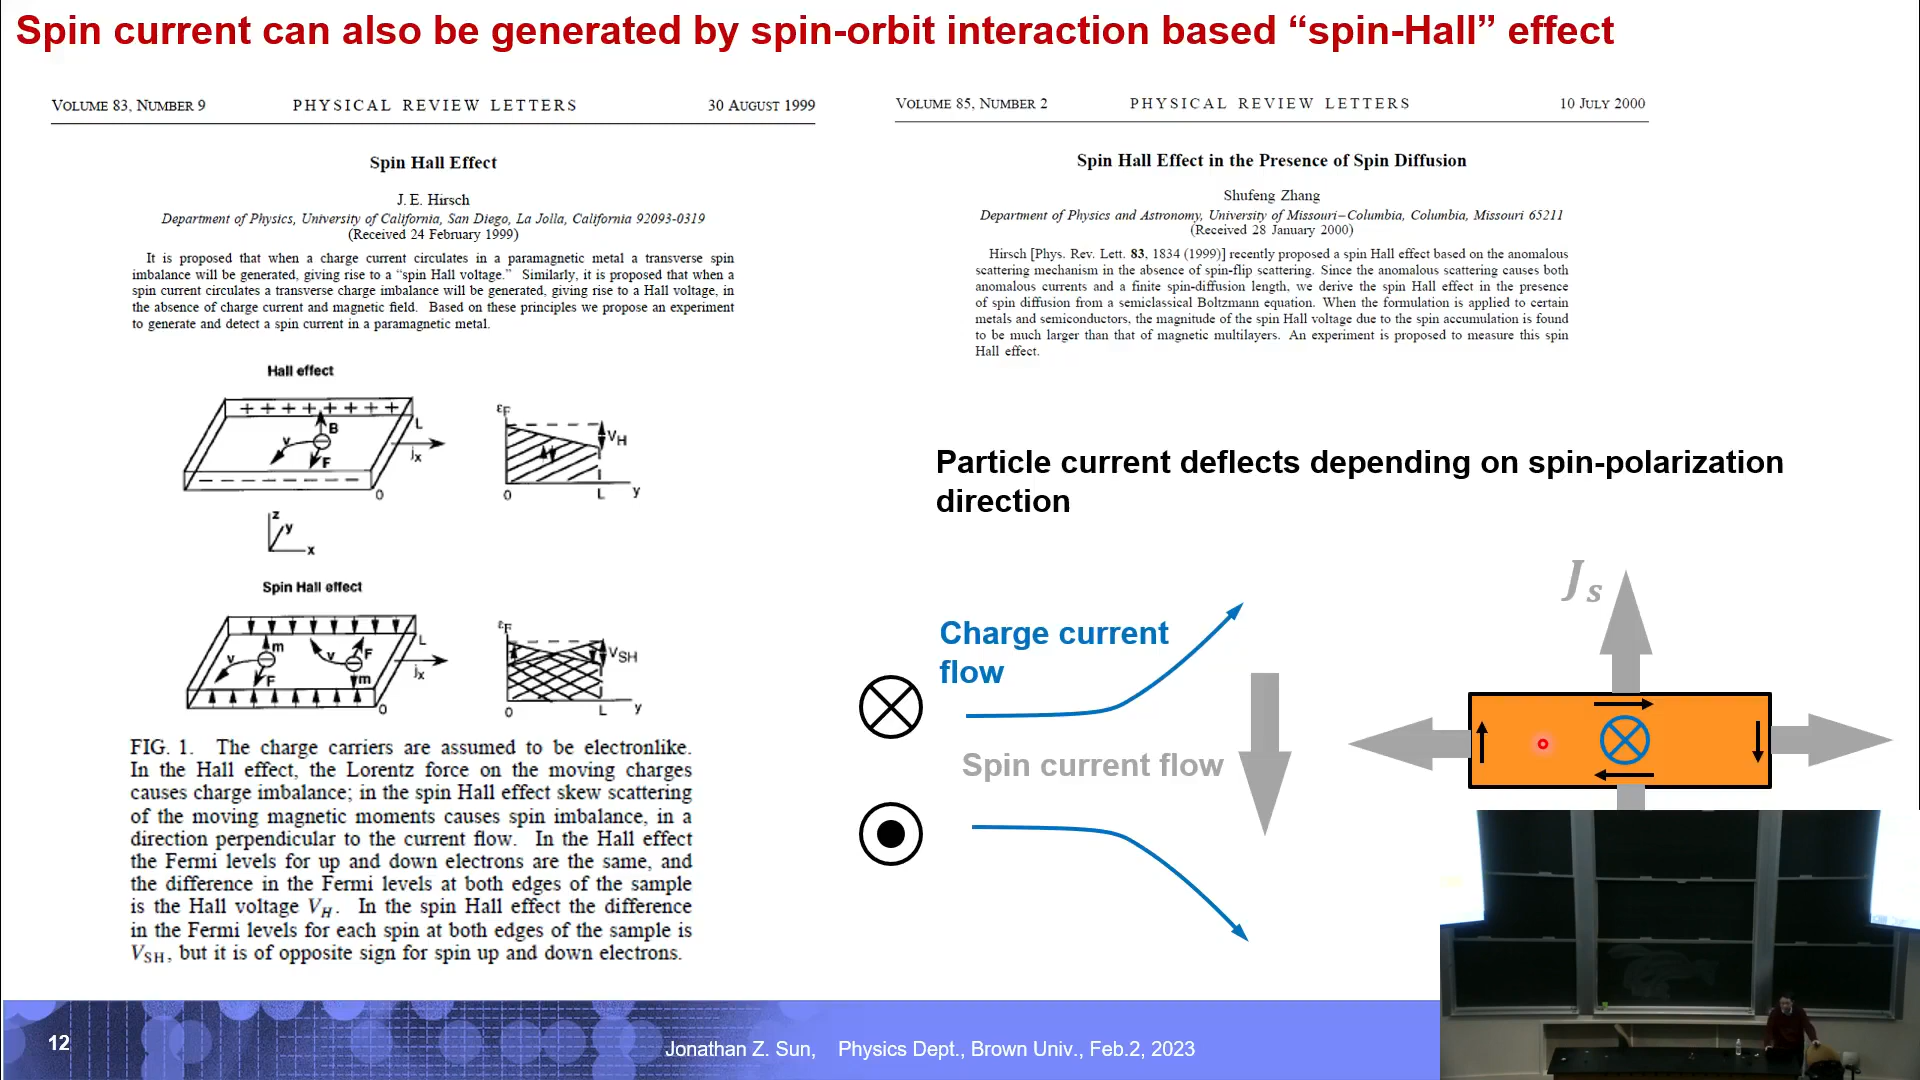 Spin current can also be generated by spin-orbit interaction based “spin-Hall” effect
VOLUME 83, NUMBER 9 PHYSICAL REVIEW LETTERS 30 AUGUST 1999
Spin Hall Effect
J. E. Hirsch
Department of Physics, University of California, San Diego, La Jolla, California 92093-0319
(Received 24 February 1999)
It is proposed that when a charge current circulates in a paramagnetic metal a transverse spin
imbalance will be generated, giving rise to a “spin Hall voltage.” Similarly, it is proposed that when a
spin current circulates a transverse charge imbalance will be generated, giving rise to a Hall voltage, in
the absence of charge current and magnetic field. Based on these principles we propose an experiment
to generate and detect a spin current in a paramagnetic metal.
Hall effect
+ + + + + + + + +
B
v
F
L
jx
O
εF
VH
O L y
z
y
x
Spin Hall effect
m
v
F
v
F
m
L
jx
O
εF
VSH
O L y
FIG. 1. The charge carriers are assumed to be electronlike.
In the Hall effect, the Lorentz force on the moving charges
causes charge imbalance; in the spin Hall effect skew scattering
of the moving magnetic moments causes spin imbalance, in a
direction perpendicular to the current flow. In the Hall effect
the Fermi levels for up and down electrons are the same, and
the difference in the Fermi levels at both edges of the sample
is the Hall voltage VH. In the spin Hall effect the difference
in the Fermi levels for each spin at both edges of the sample is
VSH, but it is of opposite sign for spin up and down electrons.
VOLUME 85, NUMBER 2 PHYSICAL REVIEW LETTERS 10 JULY 2000
Spin Hall Effect in the Presence of Spin Diffusion
Shufeng Zhang
Department of Physics and Astronomy, University of Missouri–Columbia, Columbia, Missouri 65211
(Received 28 January 2000)
Hirsch [Phys. Rev. Lett. 83, 1834 (1999)] recently proposed a spin Hall effect based on the anomalous
scattering mechanism in the absence of spin-flip scattering. Since the anomalous scattering causes both
anomalous currents and a finite spin-diffusion length, we derive the spin Hall effect in the presence
of spin diffusion from a semiclassical Boltzmann equation. When the formulation is applied to certain
metals and semiconductors, the magnitude of the spin Hall voltage due to the spin accumulation is found
to be much larger than that of magnetic multilayers. An experiment is proposed to measure this spin
Hall effect.
Particle current deflects depending on spin-polarization
direction
Charge current
flow
Spin current flow
Js
12
Jonathan Z. Sun, Physics Dept., Brown Univ., Feb.2, 2023